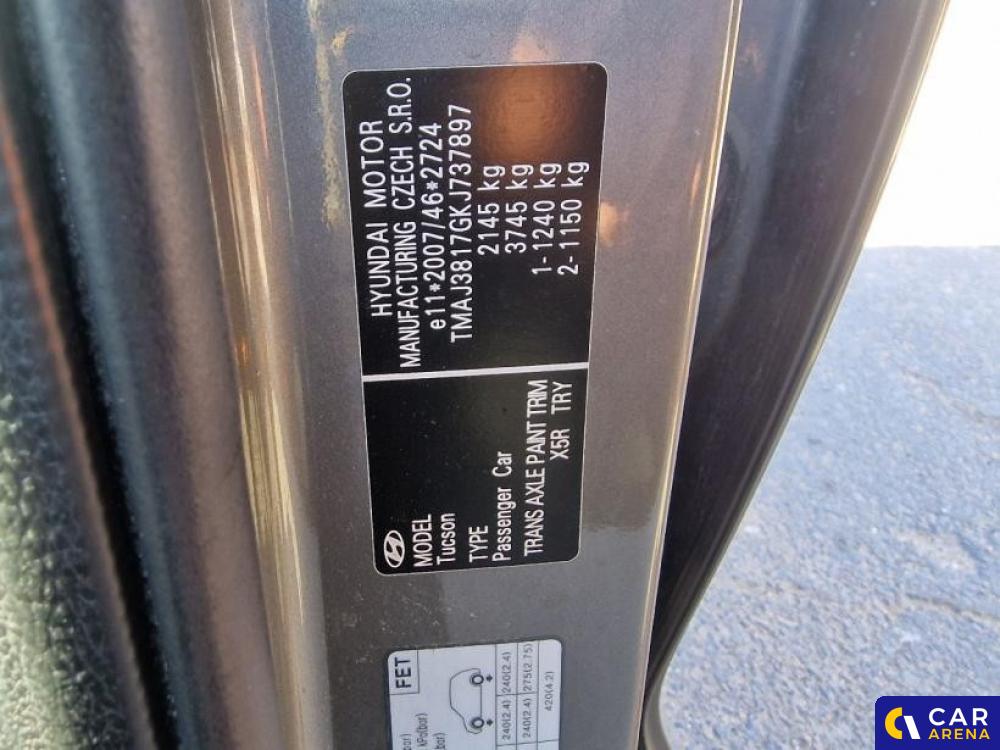 MODEL
Tucson
TYPE
Passenger Car
TRANS AXLE PAINT TRIM
X5R TRY
HYUNDAI MOTOR
MANUFACTURING CZECH S.R.O.
e11*2007/46*2724
TMAJ3817GKJ737897
2145 kg
3745 kg
1-1240 kg
2-1150 kg
FET
kPa(bar)
240(2.4) 240(2.4)
240(2.4) 275(2.75)
420(4.2)
CAR
ARENA